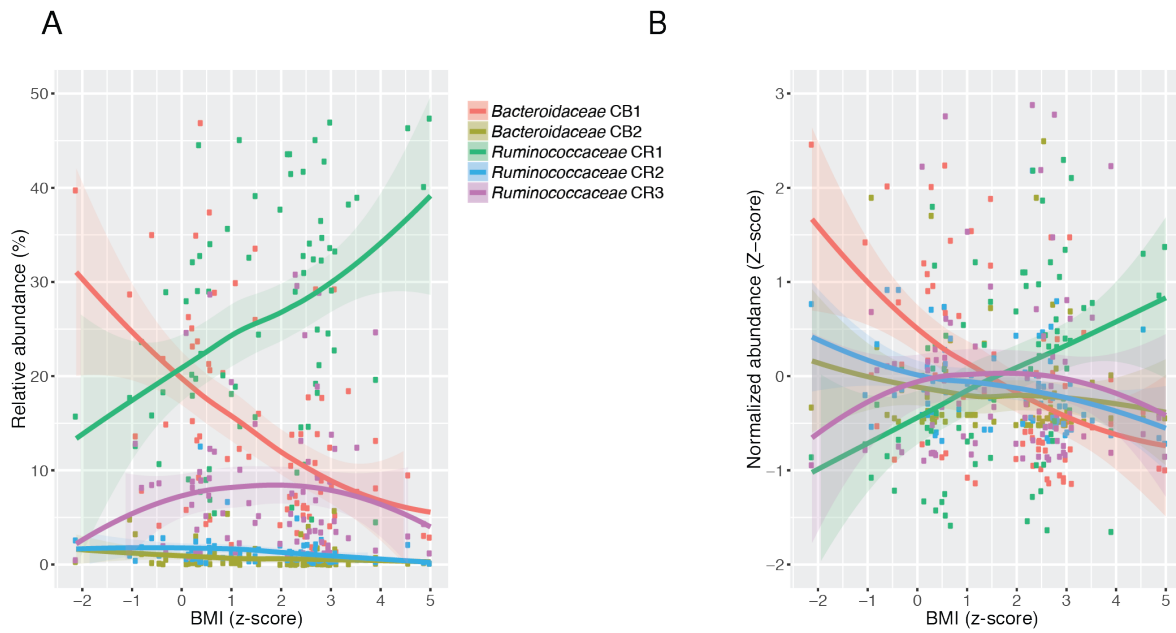 A
B
50
40
30
20
10
0
Relative abundance (%)
−2 −1 0 1 2 3 4 5
BMI (z-score)
Bacteroidaceae CB1
Bacteroidaceae CB2
Ruminococcaceae CR1
Ruminococcaceae CR2
Ruminococcaceae CR3
3
2
1
0
−1
−2
Normalized abundance (Z−score)
−2 −1 0 1 2 3 4 5
BMI (z-score)